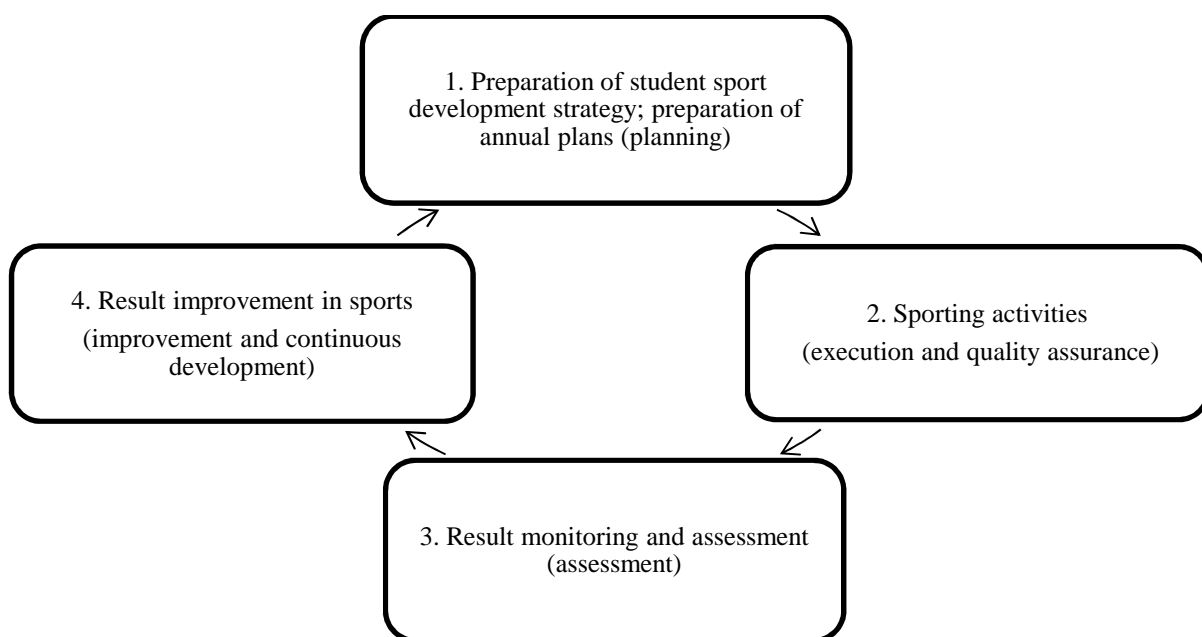 1. Preparation of student sport
development strategy; preparation of
annual plans (planning)
2. Sporting activities
(execution and quality assurance)
3. Result monitoring and assessment
(assessment)
4. Result improvement in sports
(improvement and continuous
development)